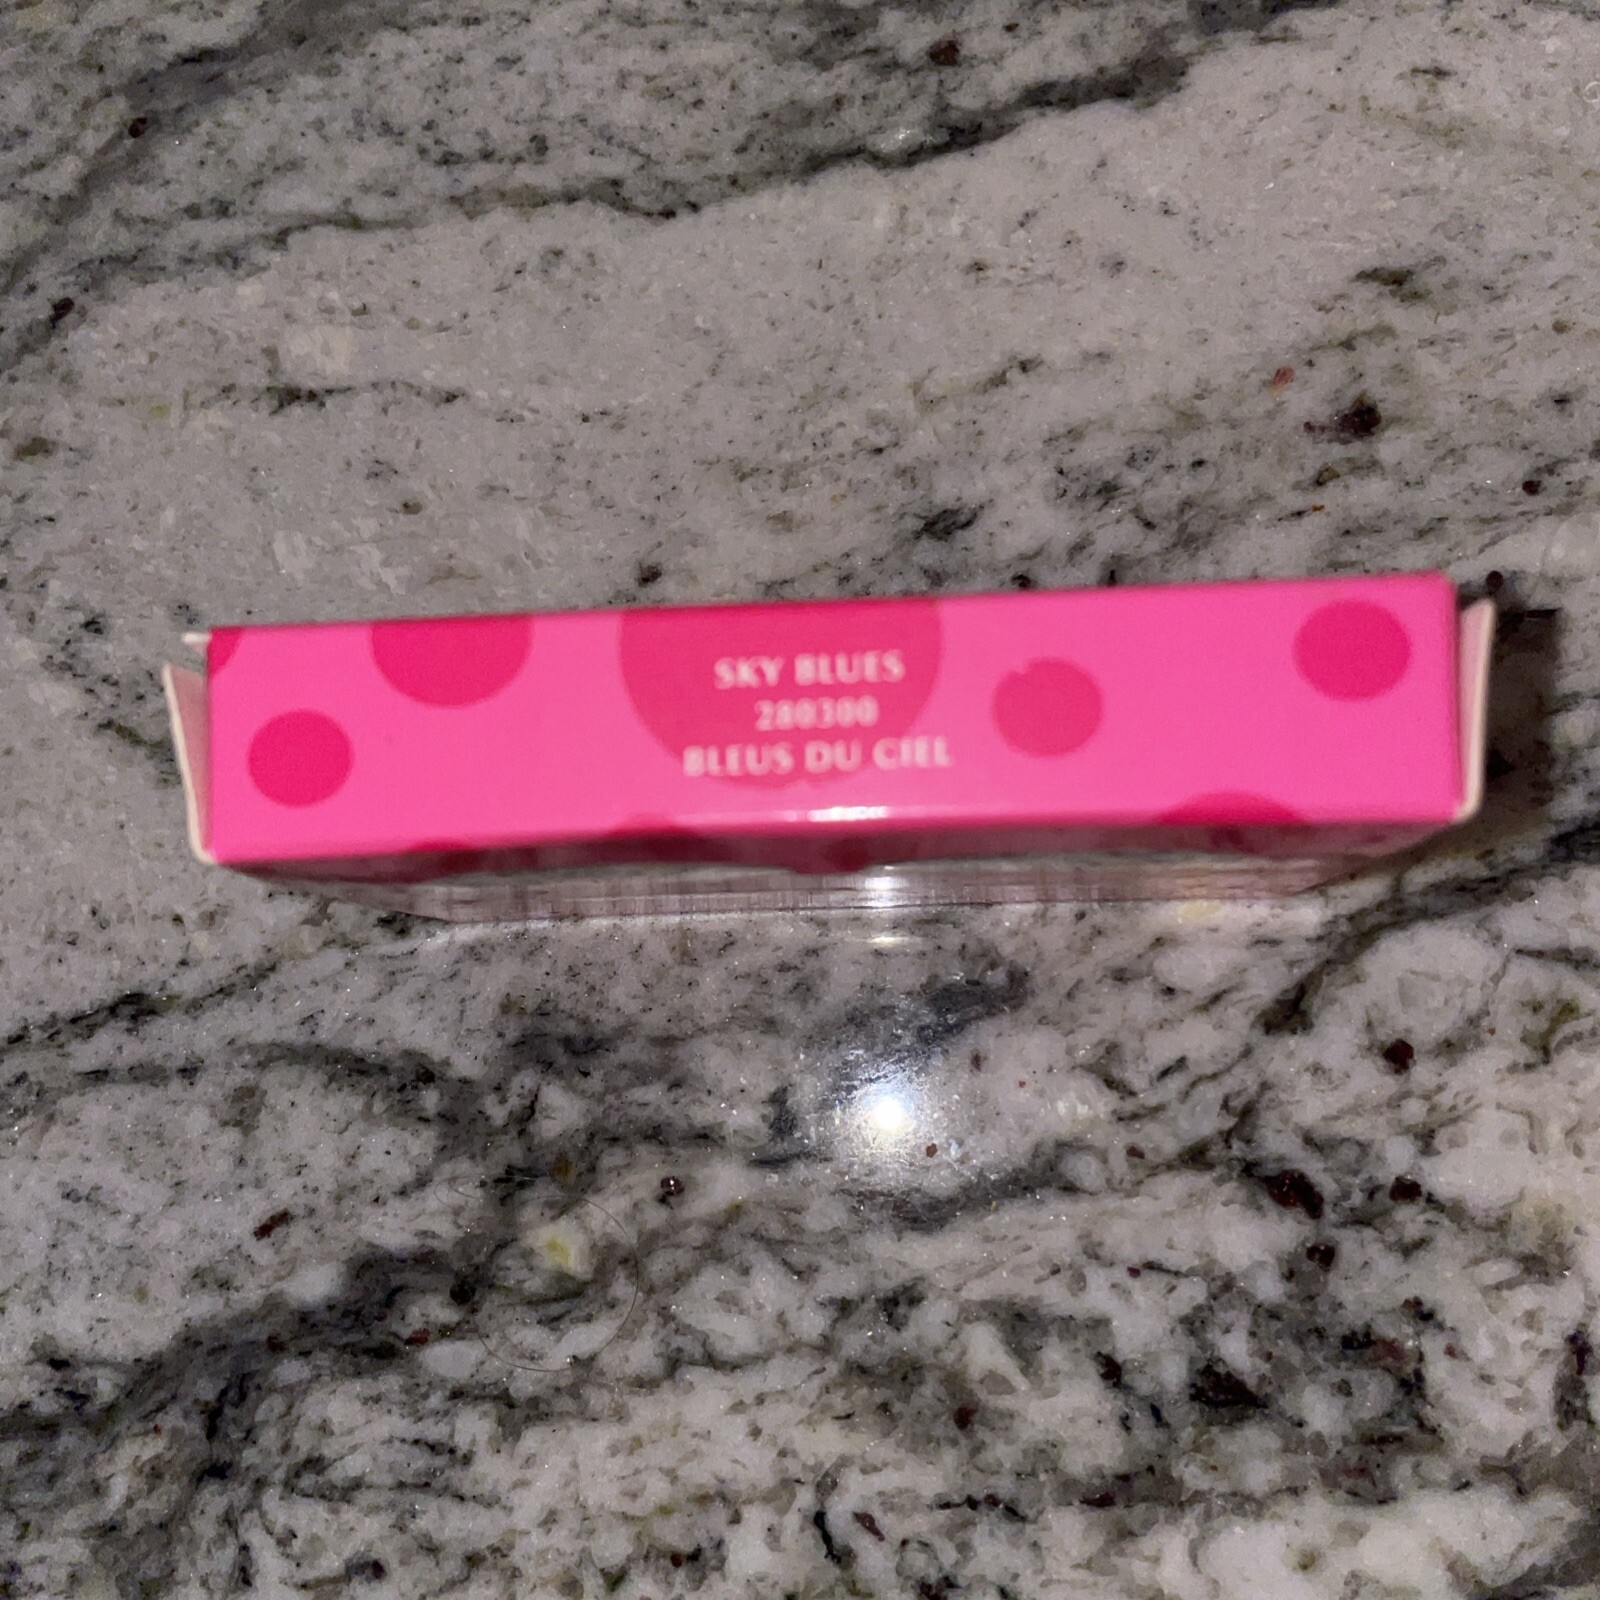 SKY BLUES
280300
BLEUS DU CIEL